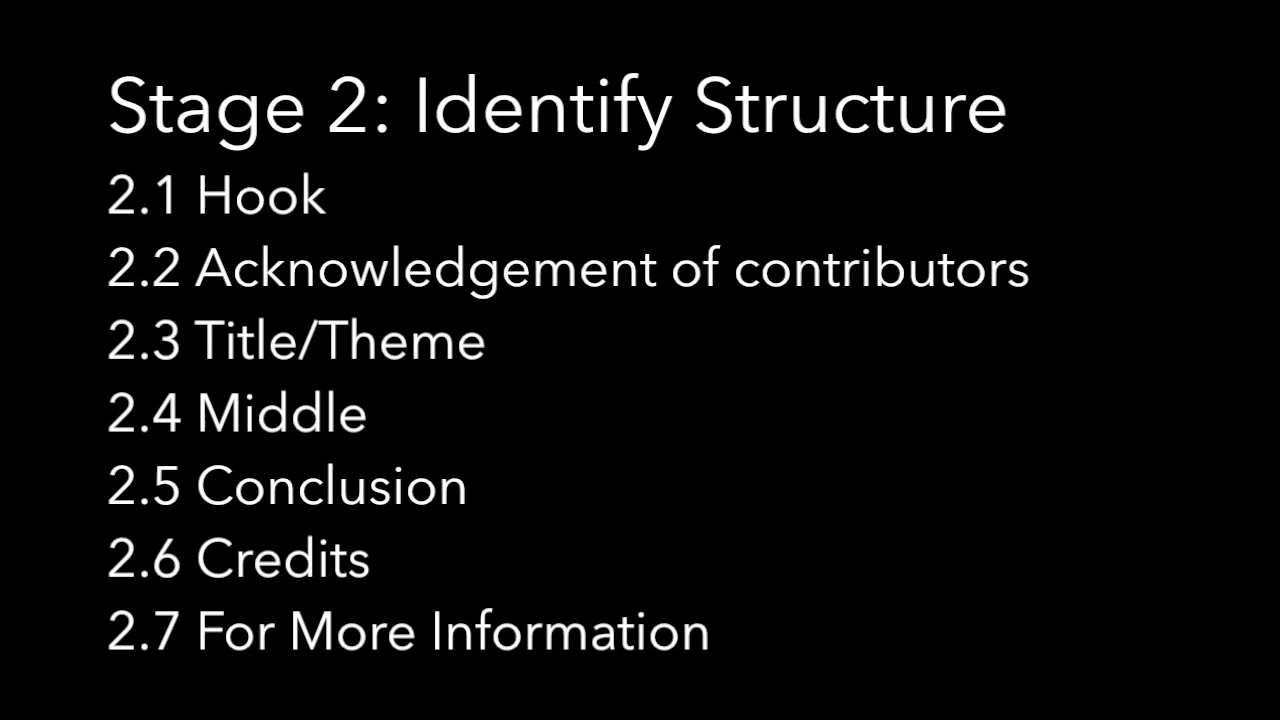 Stage 2: Identify Structure
2.1 Hook
2.2 Acknowledgement of contributors
2.3 Title/Theme
2.4 Middle
2.5 Conclusion
2.6 Credits
2.7 For More Information